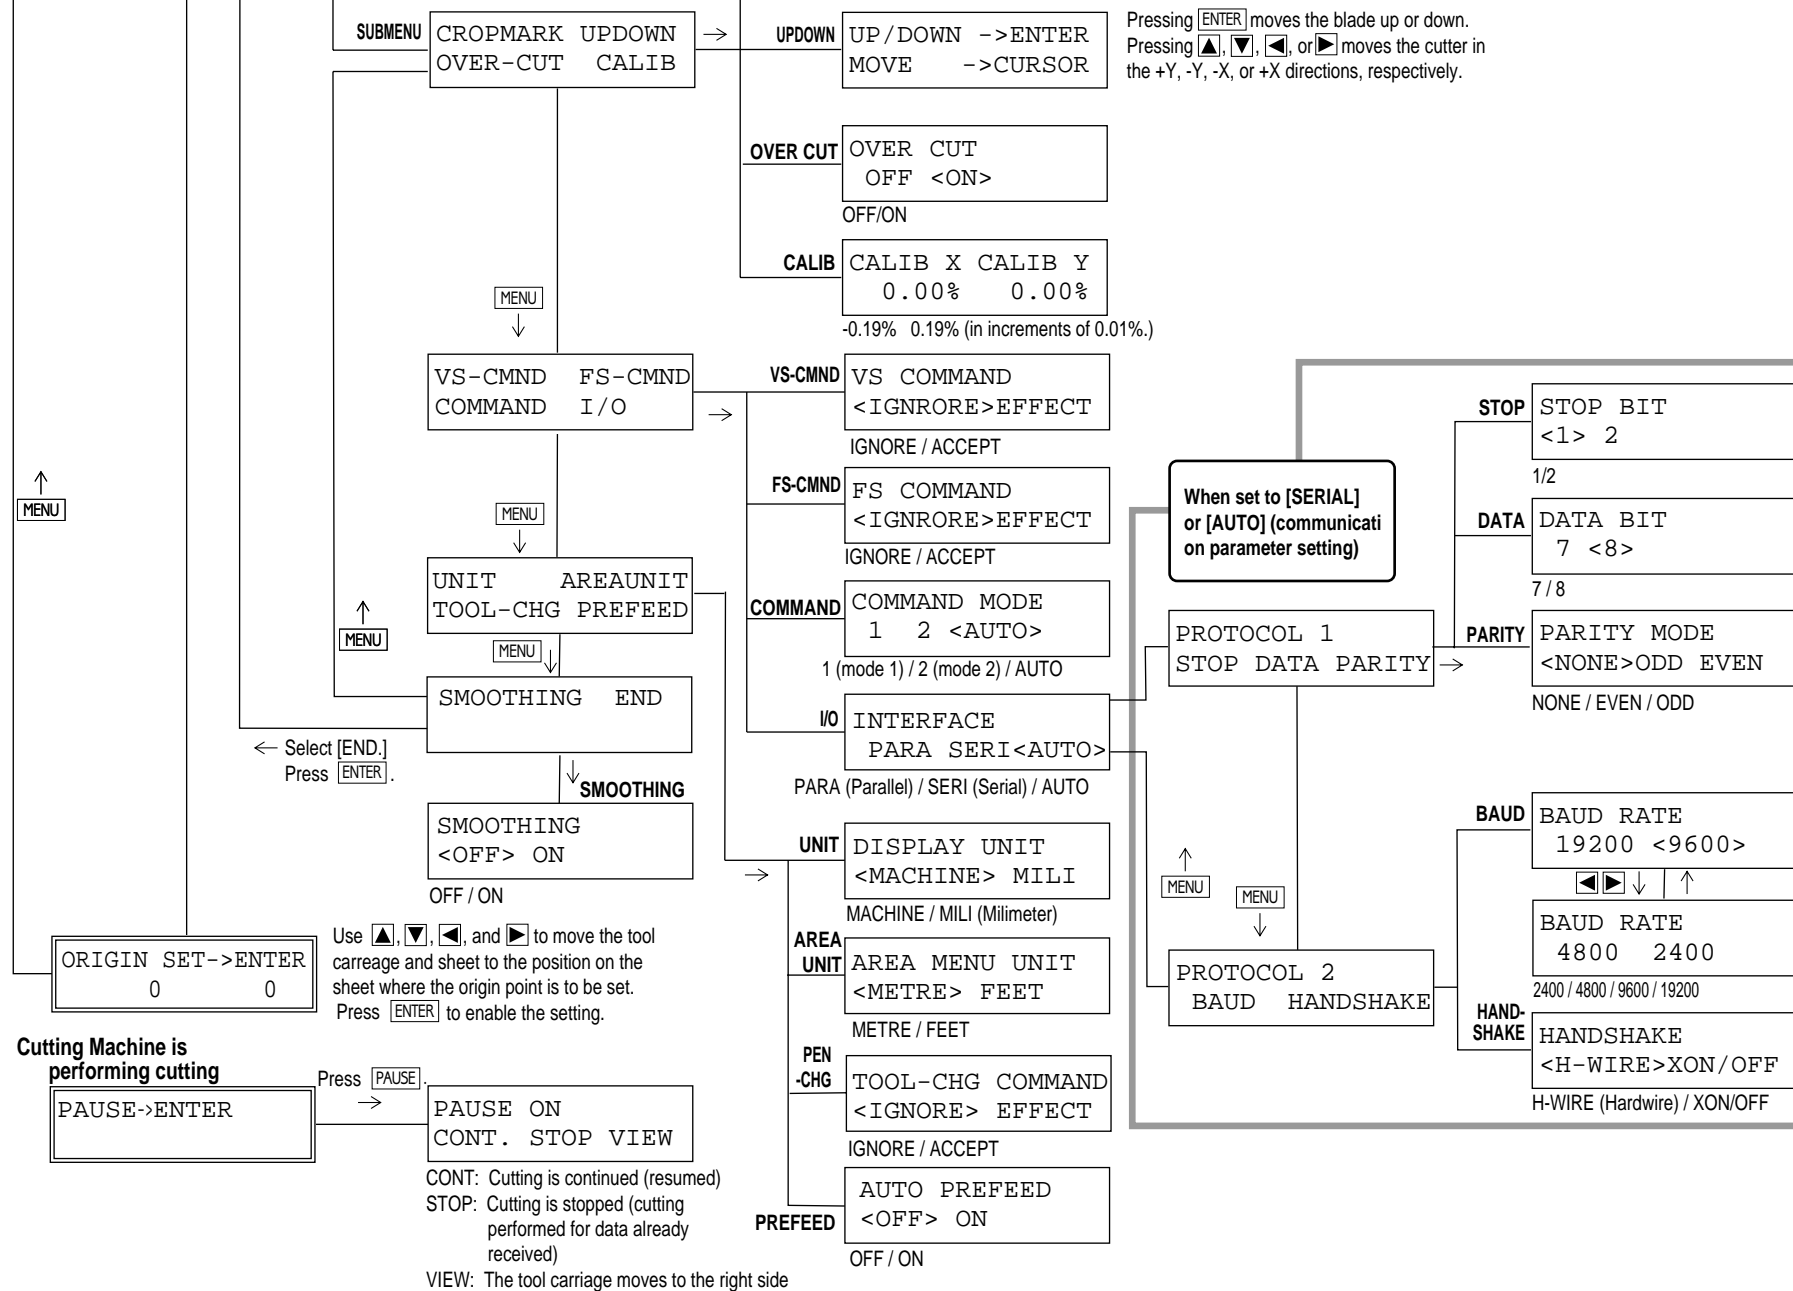 SUBMENU
CROPMARK UPDOWN
OVER-CUT CALIB
UPDOWN
UP/DOWN ->ENTER
MOVE ->CURSOR
Pressing ENTER moves the blade up or down.
Pressing ▲, ▼, ◀, or ▶ moves the cutter in
the +Y, -Y, -X, or +X directions, respectively.
OVER CUT
OVER CUT
OFF <ON>
OFF/ON
CALIB
CALIB X CALIB Y
0.00% 0.00%
-0.19% 0.19% (in increments of 0.01%.)
MENU
↓
VS-CMND FS-CMND
COMMAND I/O
→
VS-CMND
VS COMMAND
<IGNRORE>EFFECT
IGNORE / ACCEPT
FS-CMND
FS COMMAND
<IGNRORE>EFFECT
IGNORE / ACCEPT
COMMAND
COMMAND MODE
1 2 <AUTO>
1 (mode 1) / 2 (mode 2) / AUTO
I/O
INTERFACE
PARA SERI<AUTO>
PARA (Parallel) / SERI (Serial) / AUTO
↑
MENU
MENU
↓
UNIT AREAUNIT
TOOL-CHG PREFEED
↑
MENU
MENU
↓
SMOOTHING END
← Select [END.]
Press ENTER.
↓
SMOOTHING
SMOOTHING
<OFF> ON
OFF / ON
→
UNIT
DISPLAY UNIT
<MACHINE> MILI
MACHINE / MILI (Milimeter)
AREA
UNIT
AREA MENU UNIT
<METRE> FEET
METRE / FEET
PEN
-CHG
TOOL-CHG COMMAND
<IGNORE> EFFECT
IGNORE / ACCEPT
PREFEED
AUTO PREFEED
<OFF> ON
OFF / ON
When set to [SERIAL]
or [AUTO] (communicati
on parameter setting)
PROTOCOL 1
STOP DATA PARITY
→
STOP
STOP BIT
<1> 2
1/2
DATA
DATA BIT
7 <8>
7 / 8
PARITY
PARITY MODE
<NONE>ODD EVEN
NONE / EVEN / ODD
↑
MENU
MENU
↓
PROTOCOL 2
BAUD HANDSHAKE
BAUD
BAUD RATE
19200 <9600>
◀▶ ↓ ↑
BAUD RATE
4800 2400
2400 / 4800 / 9600 / 19200
HAND-
SHAKE
HANDSHAKE
<H-WIRE>XON/OFF
H-WIRE (Hardwire) / XON/OFF
ORIGIN SET->ENTER
0 0
Use ▲, ▼, ◀, and ▶ to move the tool
carreage and sheet to the position on the
sheet where the origin point is to be set.
Press ENTER to enable the setting.
Cutting Machine is
performing cutting
PAUSE->ENTER
Press PAUSE.
→
PAUSE ON
CONT. STOP VIEW
CONT: Cutting is continued (resumed)
STOP: Cutting is stopped (cutting
performed for data already
received)
VIEW: The tool carriage moves to the right side